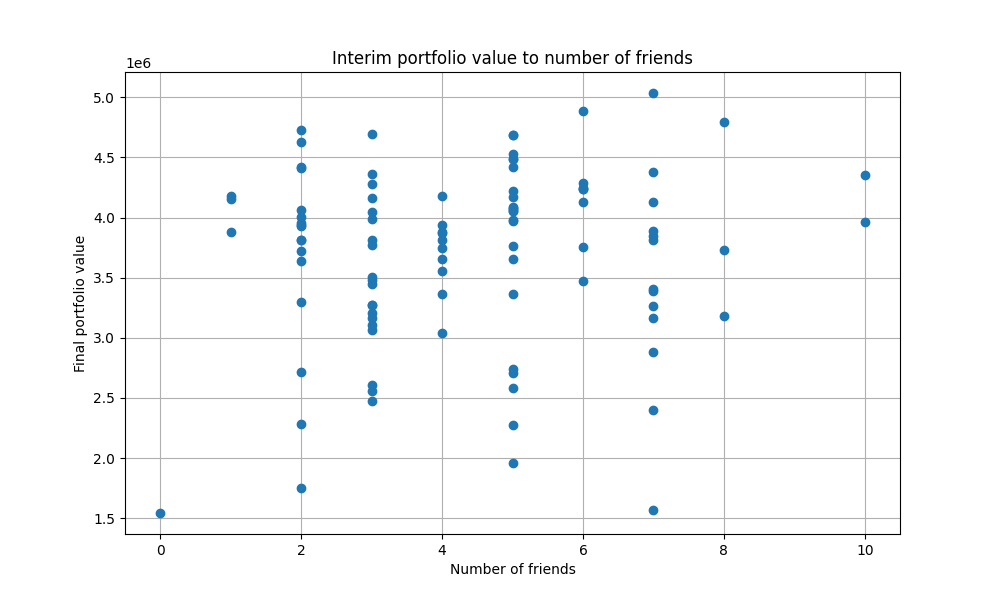 Interim portfolio value to number of friends
1e6
5.0
4.5
4.0
3.5
3.0
2.5
2.0
1.5
Final portfolio value
0 2 4 6 8 10
Number of friends